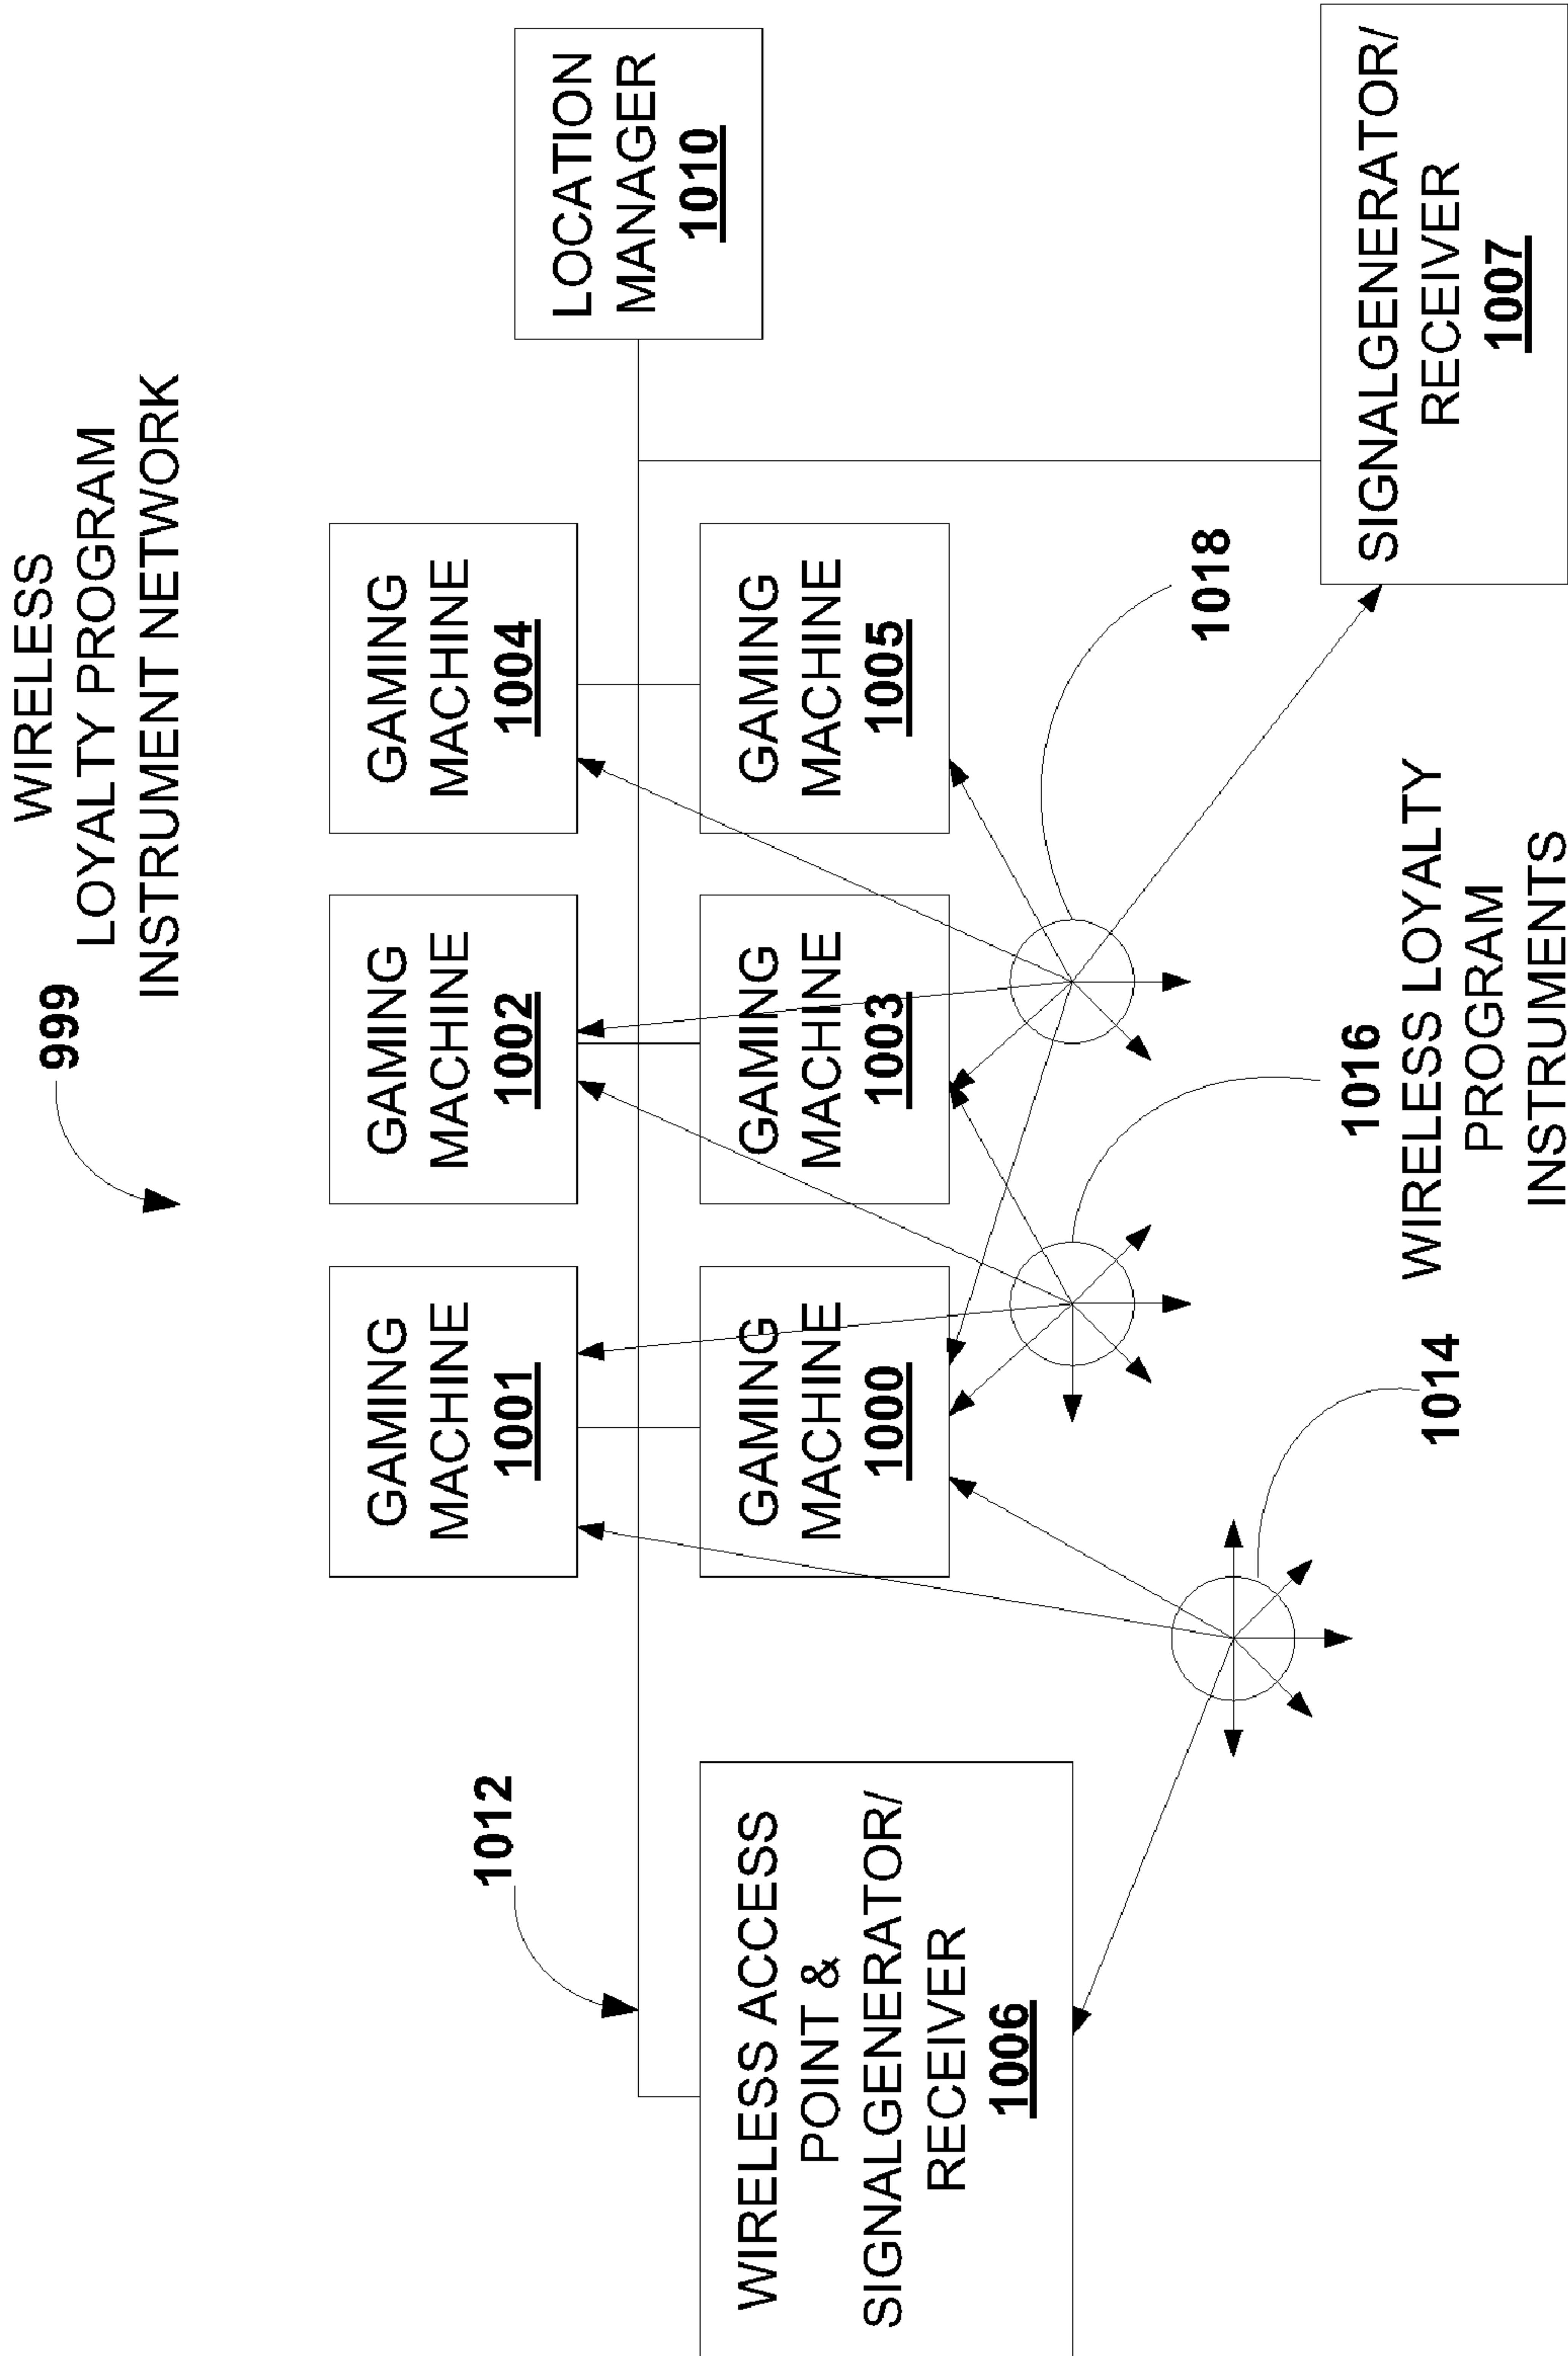 WIRELESS
LOYALTY PROGRAM
INSTRUMENT NETWORK
999
GAMING
MACHINE
1001
GAMING
MACHINE
1002
GAMING
MACHINE
1004
LOCATION
MANAGER
1010
1012
WIRELESS ACCESS
POINT &
SIGNALGENERATOR/
RECEIVER
1006
GAMING
MACHINE
1000
GAMING
MACHINE
1003
GAMING
MACHINE
1005
1018
1016
1014
WIRELESS LOYALTY
PROGRAM
INSTRUMENTS
SIGNALGENERATOR/
RECEIVER
1007